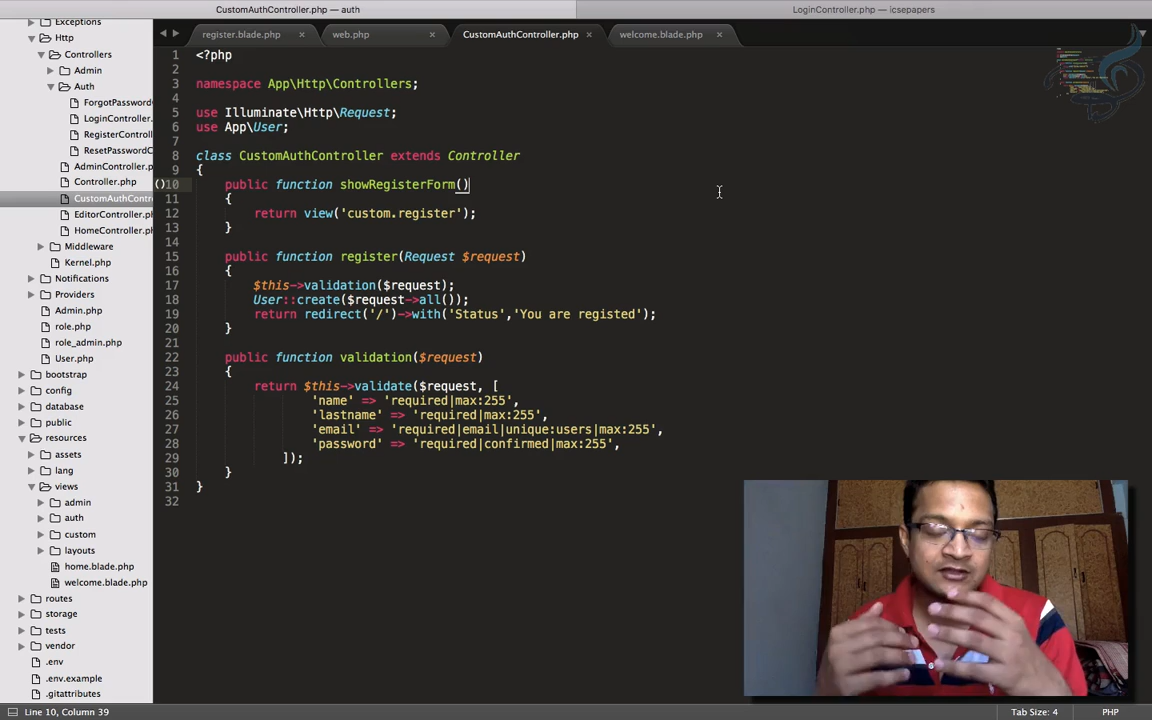 CustomAuthController.php — auth
LoginController.php — icsepapers
register.blade.php ×
web.php ×
CustomAuthController.php ×
welcome.blade.php ×
Exceptions
Http
Controllers
Admin
Auth
ForgotPassword
LoginController.
RegisterControl
ResetPasswordC
AdminController.p
Controller.php
CustomAuthContr
EditorController.php
HomeController.php
Middleware
Kernel.php
Notifications
Providers
Admin.php
role.php
role_admin.php
User.php
bootstrap
config
database
public
resources
assets
lang
views
admin
auth
custom
layouts
home.blade.php
welcome.blade.php
routes
storage
tests
vendor
.env
.env.example
.gitattributes
1 <?php
2
3 namespace App\Http\Controllers;
4
5 use Illuminate\Http\Request;
6 use App\User;
7
8 class CustomAuthController extends Controller
9 {
10 public function showRegisterForm()
11 {
12 return view('custom.register');
13 }
14
15 public function register(Request $request)
16 {
17 $this->validation($request);
18 User::create($request->all());
19 return redirect('/')->with('Status','You are registed');
20 }
21
22 public function validation($request)
23 {
24 return $this->validate($request, [
25 'name' => 'required|max:255',
26 'lastname' => 'required|max:255',
27 'email' => 'required|email|unique:users|max:255',
28 'password' => 'required|confirmed|max:255',
29 ]);
30 }
31 }
32
Line 10, Column 39
Tab Size: 4
PHP